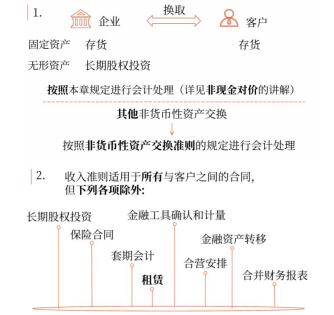 1.
换取
企业 客户
固定资产 存货 存货
无形资产 长期股权投资
按照本章规定进行会计处理（详见非现金对价的讲解）
其他非货币性资产交换
按照非货币性资产交换准则的规定进行会计处理
2. 收入准则适用于所有与客户之间的合同，
但下列各项除外:
长期股权投资 金融工具确认和计量
保险合同 金融资产转移
套期会计 合营安排
租赁 合并财务报表